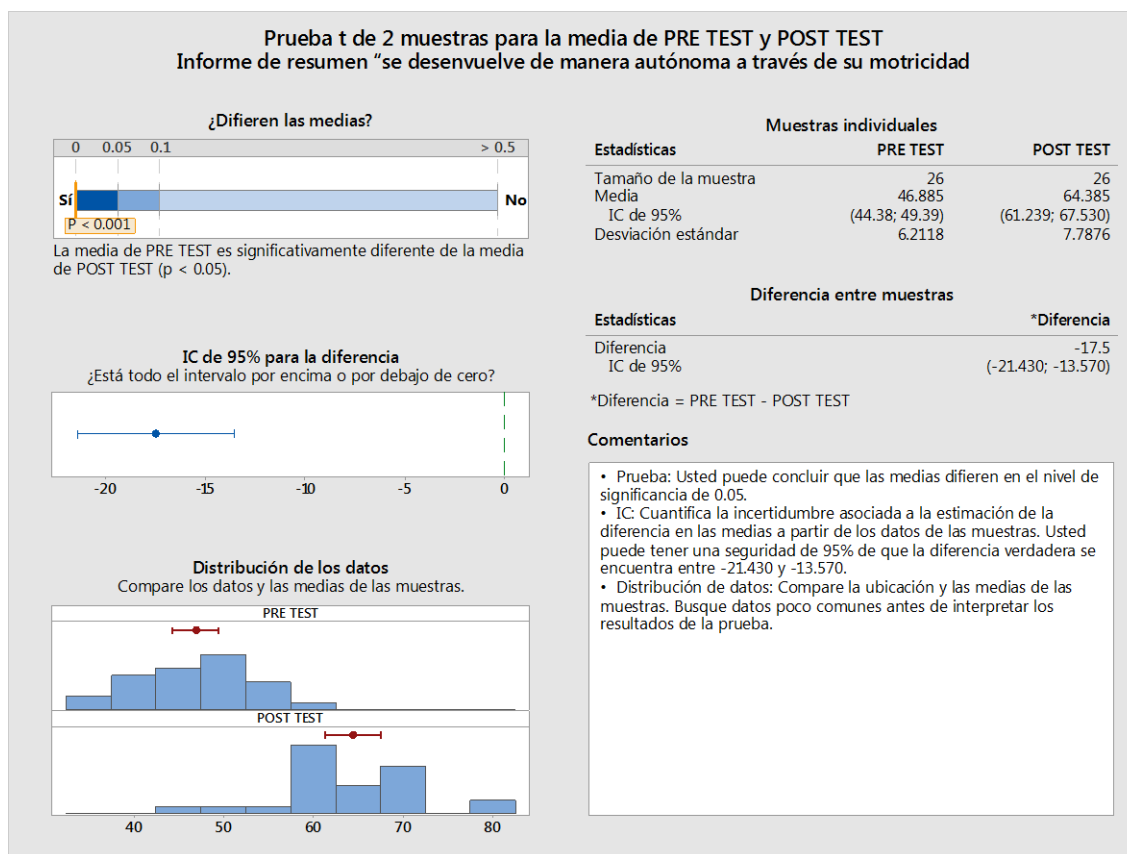 Prueba t de 2 muestras para la media de PRE TEST y POST TEST
Informe de resumen “se desenvuelve de manera autónoma a través de su motricidad
¿Difieren las medias?
0 0.05 0.1 > 0.5
Sí No
P < 0.001
La media de PRE TEST es significativamente diferente de la media
de POST TEST (p < 0.05).
IC de 95% para la diferencia
¿Está todo el intervalo por encima o por debajo de cero?
-20 -15 -10 -5 0
Distribución de los datos
Compare los datos y las medias de las muestras.
PRE TEST
POST TEST
40 50 60 70 80
Muestras individuales
Estadísticas PRE TEST POST TEST
Tamaño de la muestra 26 26
Media 46.885 64.385
IC de 95% (44.38; 49.39) (61.239; 67.530)
Desviación estándar 6.2118 7.7876
Diferencia entre muestras
Estadísticas *Diferencia
Diferencia -17.5
IC de 95% (-21.430; -13.570)
*Diferencia = PRE TEST - POST TEST
Comentarios
• Prueba: Usted puede concluir que las medias difieren en el nivel de
significancia de 0.05.
• IC: Cuantifica la incertidumbre asociada a la estimación de la
diferencia en las medias a partir de los datos de las muestras. Usted
puede tener una seguridad de 95% de que la diferencia verdadera se
encuentra entre -21.430 y -13.570.
• Distribución de datos: Compare la ubicación y las medias de las
muestras. Busque datos poco comunes antes de interpretar los
resultados de la prueba.